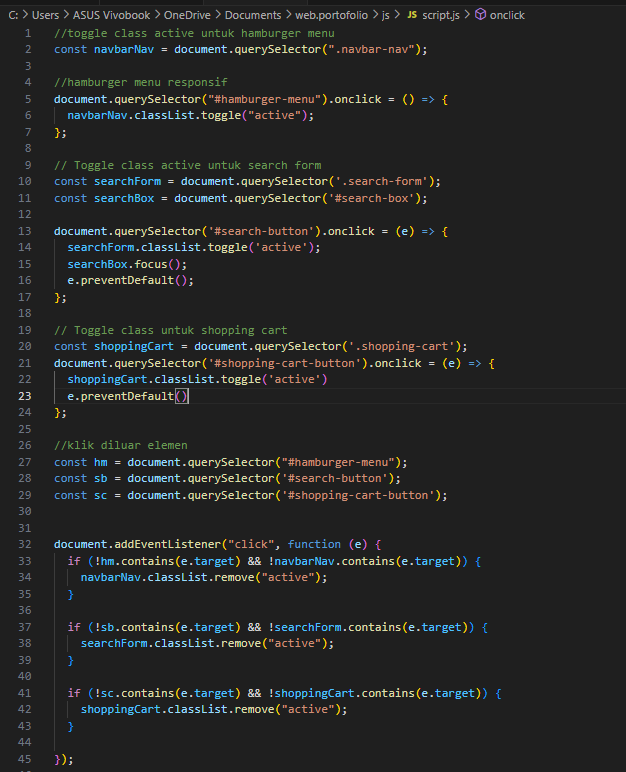 C: > Users > ASUS Vivobook > OneDrive > Documents > web.portofolio > js > JS script.js > onclick
1 //toggle class active untuk hamburger menu
2 const navbarNav = document.querySelector(".navbar-nav");
3
4 //hamburger menu responsif
5 document.querySelector("#hamburger-menu").onclick = () => {
6   navbarNav.classList.toggle("active");
7 };
8
9 // Toggle class active untuk search form
10 const searchForm = document.querySelector('.search-form');
11 const searchBox = document.querySelector('#search-box');
12
13 document.querySelector('#search-button').onclick = (e) => {
14   searchForm.classList.toggle('active');
15   searchBox.focus();
16   e.preventDefault();
17 };
18
19 // Toggle class untuk shopping cart
20 const shoppingCart = document.querySelector('.shopping-cart');
21 document.querySelector('#shopping-cart-button').onclick = (e) => {
22   shoppingCart.classList.toggle('active')
23   e.preventDefault()
24 };
25
26 //klik diluar elemen
27 const hm = document.querySelector("#hamburger-menu");
28 const sb = document.querySelector('#search-button');
29 const sc = document.querySelector('#shopping-cart-button');
30
31
32 document.addEventListener("click", function (e) {
33   if (!hm.contains(e.target) && !navbarNav.contains(e.target)) {
34     navbarNav.classList.remove("active");
35   }
36
37   if (!sb.contains(e.target) && !searchForm.contains(e.target)) {
38     searchForm.classList.remove("active");
39   }
40
41   if (!sc.contains(e.target) && !shoppingCart.contains(e.target)) {
42     shoppingCart.classList.remove("active");
43   }
44
45 });